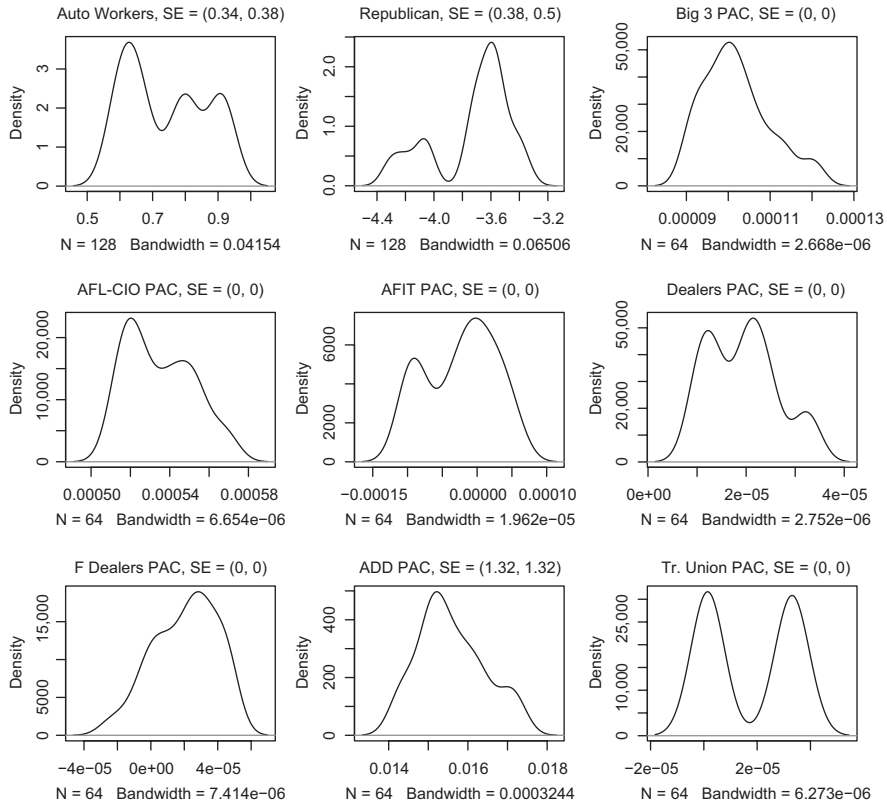 Auto Workers, SE = (0.34, 0.38)
Density
0 1 2 3
0.5 0.7 0.9
N = 128 Bandwidth = 0.04154
Republican, SE = (0.38, 0.5)
Density
0.0 1.0 2.0
−4.4 −4.0 −3.6 −3.2
N = 128 Bandwidth = 0.06506
Big 3 PAC, SE = (0, 0)
Density
0 20,000 50,000
0.00009 0.00011 0.00013
N = 64 Bandwidth = 2.668e−06
AFL-CIO PAC, SE = (0, 0)
Density
0 10,000 20,000
0.00050 0.00054 0.00058
N = 64 Bandwidth = 6.654e−06
AFIT PAC, SE = (0, 0)
Density
0 2000 6000
−0.00015 0.00000 0.00010
N = 64 Bandwidth = 1.962e−05
Dealers PAC, SE = (0, 0)
Density
0 20,000 50,000
0e+00 2e−05 4e−05
N = 64 Bandwidth = 2.752e−06
F Dealers PAC, SE = (0, 0)
Density
0 5000 15,000
−4e−05 0e+00 4e−05
N = 64 Bandwidth = 7.414e−06
ADD PAC, SE = (1.32, 1.32)
Density
0 200 400
0.014 0.016 0.018
N = 64 Bandwidth = 0.0003244
Tr. Union PAC, SE = (0, 0)
Density
0 10,000 25,000
−2e−05 2e−05
N = 64 Bandwidth = 6.273e−06